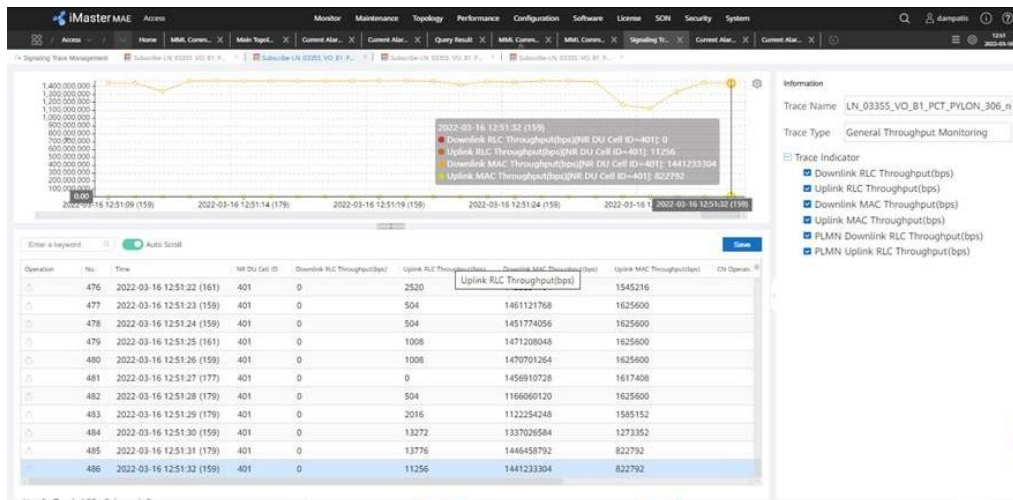 iMaster MAE Access Monitor Maintenance Topology Performance Configuration Software License SON Security System dampatis
Access Home MML Comm... Main Topol... Current Alar... Current Alar... Query Result MML Comm... MML Comm... Signaling Tr... Current Alar... Current Alar... 12:51
Signaling Trace Management
Information
Trace Name LN_03355_VO_B1_PCT_PYLON_306_n
Trace Type General Throughput Monitoring
Trace Indicator
Downlink RLC Throughput(bps)
Uplink RLC Throughput(bps)
Downlink MAC Throughput(bps)
Uplink MAC Throughput(bps)
PLMN Downlink RLC Throughput(bps)
PLMN Uplink RLC Throughput(bps)
1,400,000,000
1,200,000,000
1,000,000,000
900,000,000
800,000,000
700,000,000
600,000,000
500,000,000
400,000,000
300,000,000
200,000,000
100,000,000
0.00
2022-03-16 12:51:32 (159)
Downlink RLC Throughput(bps)[NR DU Cell ID=401]: 0
Uplink RLC Throughput(bps)[NR DU Cell ID=401]: 11256
Downlink MAC Throughput(bps)[NR DU Cell ID=401]: 1441233304
Uplink MAC Throughput(bps)[NR DU Cell ID=401]: 822792
2022-03-16 12:51:09 (159) 2022-03-16 12:51:14 (179) 2022-03-16 12:51:19 (159) 2022-03-16 12:51:24 (159) 2022-03-16 1 2022-03-16 12:51:32 (159)
Enter a keyword Auto Scroll Save
Operation No. Time NR DU Cell ID Downlink RLC Throughput(bps) Uplink RLC Throughput(bps) Downlink MAC Throughput(bps) Uplink MAC Throughput(bps) CN Operat
Uplink RLC Throughput(bps)
476 2022-03-16 12:51:22 (161) 401 0 2520 1545216
477 2022-03-16 12:51:23 (159) 401 0 504 1461121768 1625600
478 2022-03-16 12:51:24 (159) 401 0 504 1451774056 1625600
479 2022-03-16 12:51:25 (161) 401 0 1008 1471208048 1625600
480 2022-03-16 12:51:26 (159) 401 0 1008 1470701264 1625600
481 2022-03-16 12:51:27 (177) 401 0 0 1456910728 1617408
482 2022-03-16 12:51:28 (179) 401 0 504 1166060120 1625600
483 2022-03-16 12:51:29 (179) 401 0 2016 1122254248 1585152
484 2022-03-16 12:51:30 (159) 401 0 13272 1337026584 1273352
485 2022-03-16 12:51:31 (179) 401 0 13776 1446458792 822792
486 2022-03-16 12:51:32 (159) 401 0 11256 1441233304 822792